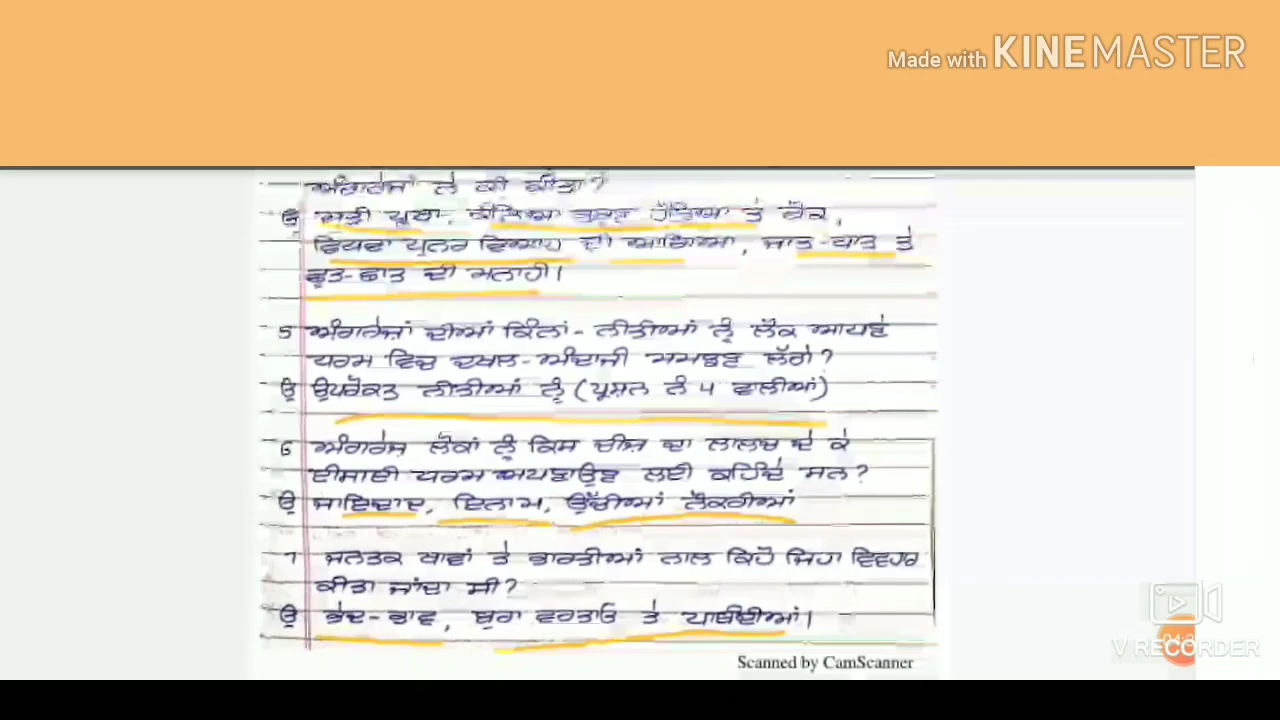 Made with KINEMASTER
ਅੰਗਰੇਜ਼ਾਂ ਨੇ ਕੀ ਕੀਤਾ?
ਉ ਸਤੀ ਪ੍ਰਥਾ, ਕੰਨਿਆ ਭਰੂਣ ਹੱਤਿਆ ਤੇ ਰੋਕ,
ਵਿਧਵਾ ਪੁਨਰ ਵਿਆਹ ਦੀ ਆਗਿਆ, ਜਾਤ-ਪਾਤ ਤੇ
ਛੂਤ-ਛਾਤ ਦੀ ਮਨਾਹੀ।
5 ਅੰਗਰੇਜ਼ਾਂ ਦੀਆਂ ਕਿੰਨਾਂ-ਨੀਤੀਆਂ ਨੂੰ ਲੋਕ ਆਪਣੇ
ਧਰਮ ਵਿਚ ਦਖਲ-ਅੰਦਾਜੀ ਸਮਝਣ ਲੱਗੇ?
ਉ ਉਪਰੋਕਤ ਨੀਤੀਆਂ ਨੂੰ (ਪ੍ਰਸ਼ਨ ਨੰ 4 ਵਾਲੀਆਂ)
6 ਅੰਗਰੇਜ਼ ਲੋਕਾਂ ਨੂੰ ਕਿਸ ਚੀਜ਼ ਦਾ ਲਾਲਚ ਦੇ ਕੇ
ਈਸਾਈ ਧਰਮ ਅਪਣਾਉਣ ਲਈ ਕਹਿੰਦੇ ਸਨ?
ਉ ਜਾਇਦਾਦ, ਇਨਾਮ, ਉੱਚੀਆਂ ਨੌਕਰੀਆਂ
7 ਜਨਤਕ ਥਾਵਾਂ ਤੇ ਭਾਰਤੀਆਂ ਨਾਲ ਕਿਹੋ ਜਿਹਾ ਵਿਵਹਾਰ
ਕੀਤਾ ਜਾਂਦਾ ਸੀ?
ਉ ਭੇਦ-ਭਾਵ, ਬੁਰਾ ਵਰਤਾਓ ਤੇ ਪਾਬੰਦੀਆਂ।
Scanned by CamScanner
V RECORDER